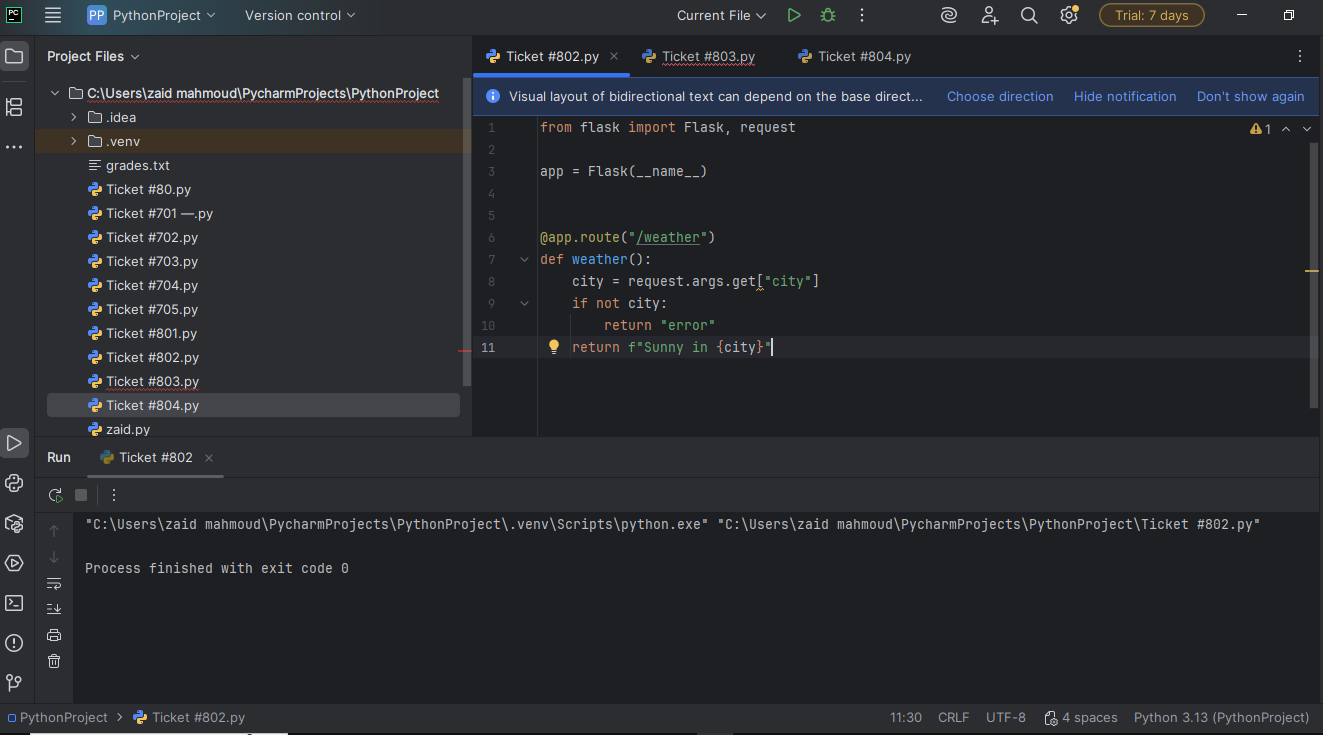 PC PP PythonProject Version control Current File Trial: 7 days
Project Files
C:\Users\zaid mahmoud\PycharmProjects\PythonProject
.idea
.venv
grades.txt
Ticket #80.py
Ticket #701 —.py
Ticket #702.py
Ticket #703.py
Ticket #704.py
Ticket #705.py
Ticket #801.py
Ticket #802.py
Ticket #803.py
Ticket #804.py
zaid.py
Ticket #802.py Ticket #803.py Ticket #804.py
Visual layout of bidirectional text can depend on the base direct... Choose direction Hide notification Don't show again
1 from flask import Flask, request 1
2
3 app = Flask(__name__)
4
5
6 @app.route("/weather")
7 def weather():
8 city = request.args.get["city"]
9 if not city:
10 return "error"
11 return f"Sunny in {city}"
Run Ticket #802
"C:\Users\zaid mahmoud\PycharmProjects\PythonProject\.venv\Scripts\python.exe" "C:\Users\zaid mahmoud\PycharmProjects\PythonProject\Ticket #802.py"
Process finished with exit code 0
PythonProject Ticket #802.py 11:30 CRLF UTF-8 4 spaces Python 3.13 (PythonProject)